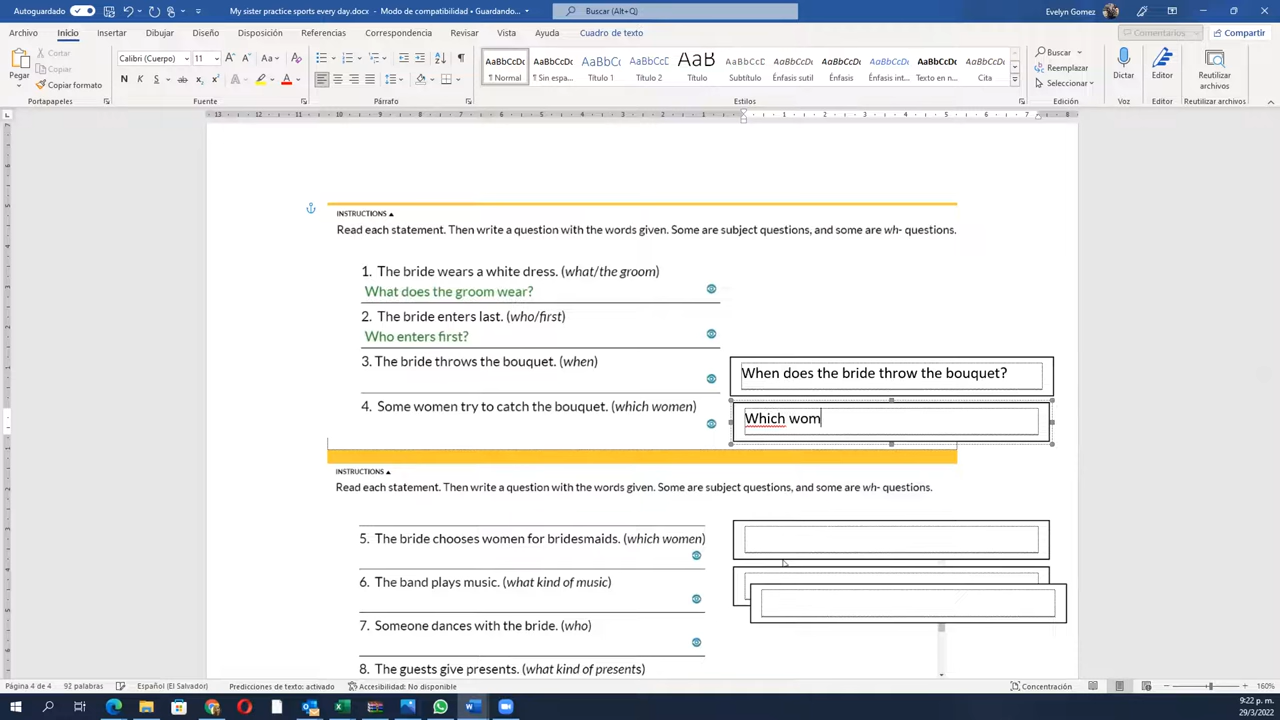 Autoguardado
My sister practice sports every day.docx - Modo de compatibilidad • Guardando...
Buscar (Alt+Q)
Evelyn Gomez
Archivo Inicio Insertar Dibujar Diseño Disposición Referencias Correspondencia Revisar Vista Ayuda Cuadro de texto
Comentarios Compartir
Pegar
Cortar
Copiar
Copiar formato
Calibri (Cuerpo) 11
N K S
AaBbCcDc AaBbCcDc AaBbCc AaBbCcD AaB AaBbCcD AaBbCcDc AaBbCcDc AaBbCcDc AaBbCcDc AaBbCcDc
¶ Normal ¶ Sin espa... Título 1 Título 2 Título Subtítulo Énfasis sutil Énfasis Énfasis int... Texto en n... Cita
Buscar
Reemplazar
Seleccionar
Dictar
Editor
Reutilizar archivos
Portapapeles Fuente Párrafo Estilos Edición Voz Editor Reutilizar archivos
INSTRUCTIONS
Read each statement. Then write a question with the words given. Some are subject questions, and some are wh- questions.
1. The bride wears a white dress. (what/the groom)
What does the groom wear?
2. The bride enters last. (who/first)
Who enters first?
3. The bride throws the bouquet. (when)
When does the bride throw the bouquet?
4. Some women try to catch the bouquet. (which women)
Which wom
INSTRUCTIONS
Read each statement. Then write a question with the words given. Some are subject questions, and some are wh- questions.
5. The bride chooses women for bridesmaids. (which women)
6. The band plays music. (what kind of music)
7. Someone dances with the bride. (who)
8. The guests give presents. (what kind of presents)
Página 4 de 4 92 palabras Español (El Salvador) Predicciones de texto: activado Accesibilidad: No disponible
Concentración 160%
9:22 p. m.
29/3/2022